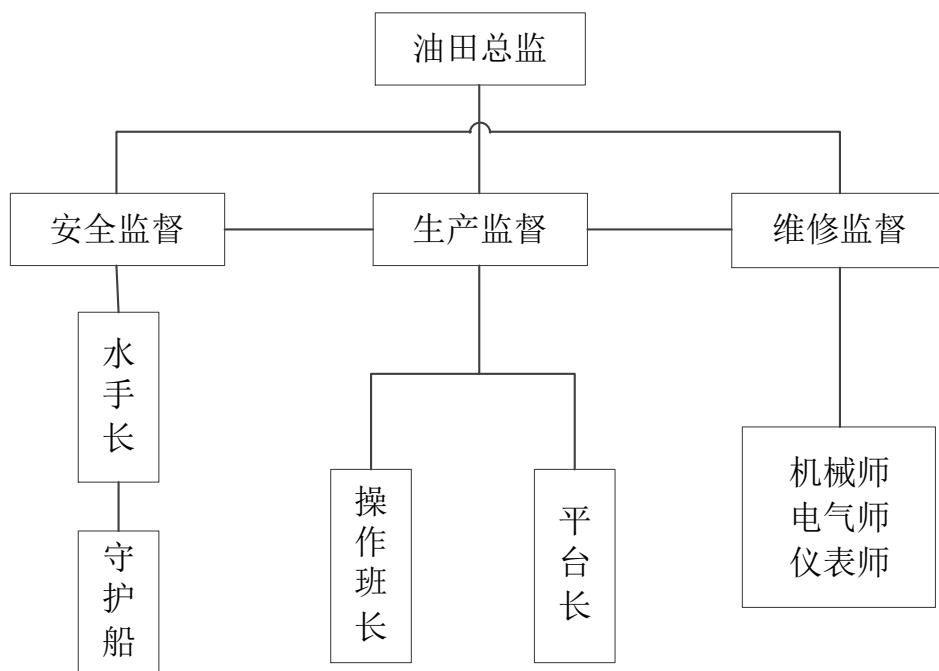 油田总监
安全监督
生产监督
维修监督
水手长
守护船
操作班长
平台长
机械师
电气师
仪表师